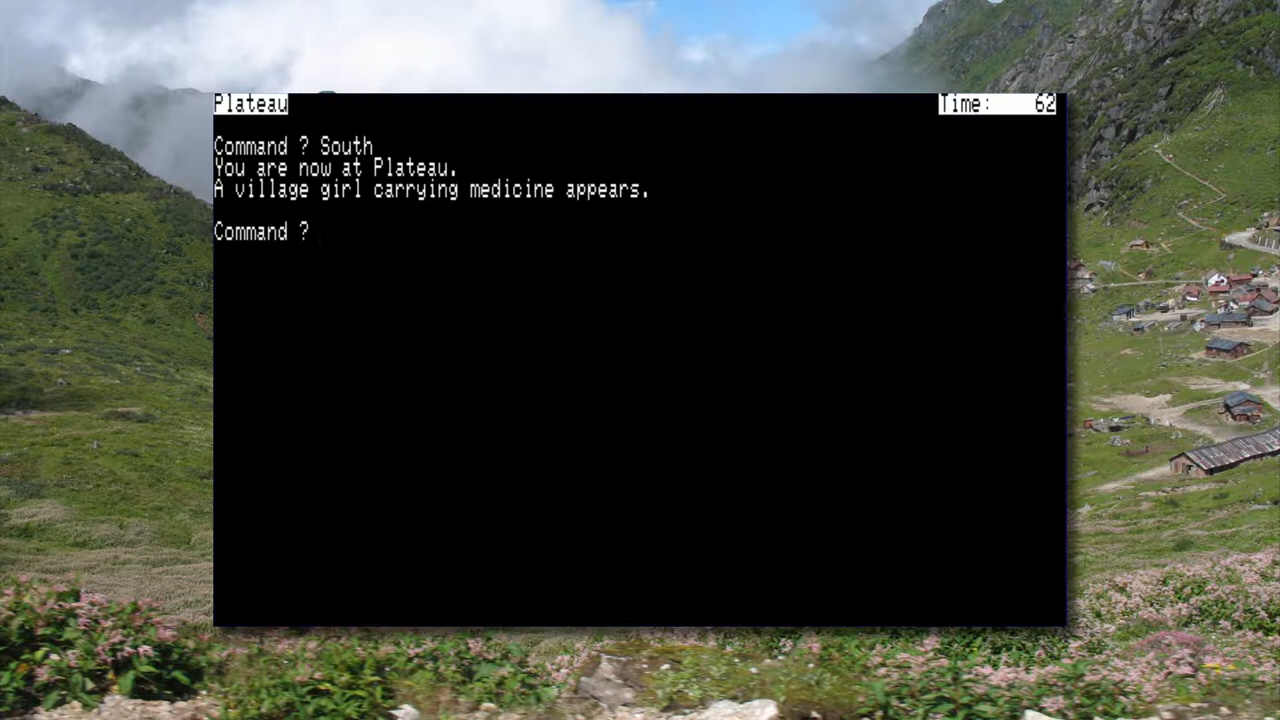 Plateau Time: 62
Command ? South
You are now at Plateau.
A village girl carrying medicine appears.
Command ?